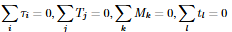 ∑_i τ_i = 0, ∑_j T_j = 0, ∑_k M_k = 0, ∑_l t_l = 0